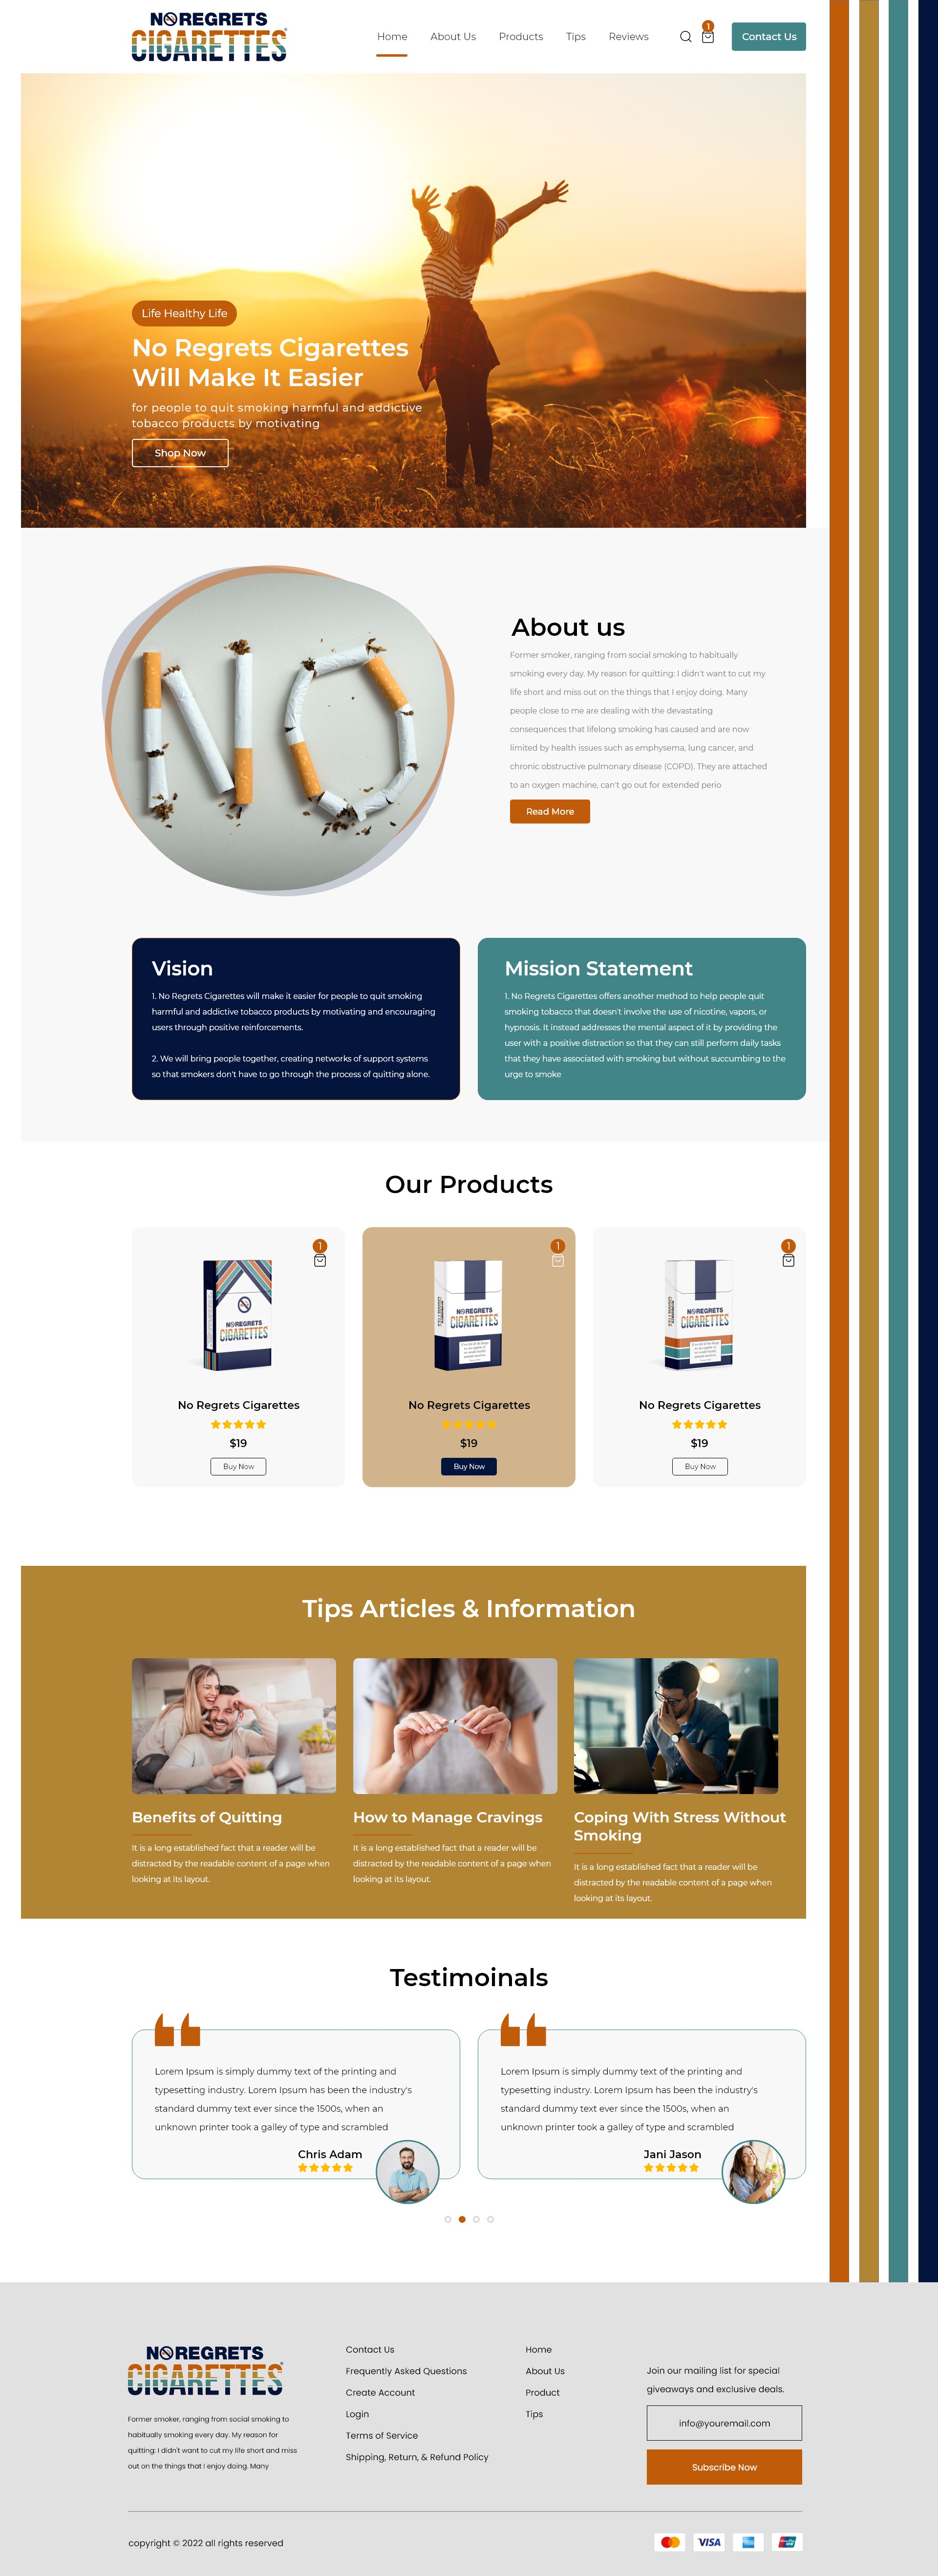 NOREGRETS
CIGARETTES
Home About Us Products Tips Reviews 1 Contact Us
Life Healthy Life
No Regrets Cigarettes
Will Make It Easier
for people to quit smoking harmful and addictive
tobacco products by motivating
Shop Now
NO
About us
Former smoker, ranging from social smoking to habitually
smoking every day. My reason for quitting: I didn't want to cut my
life short and miss out on the things that I enjoy doing. Many
people close to me are dealing with the devastating
consequences that lifelong smoking has caused and are now
limited by health issues such as emphysema, lung cancer, and
chronic obstructive pulmonary disease (COPD). They are attached
to an oxygen machine, can't go out for extended perio
Read More
Vision
1. No Regrets Cigarettes will make it easier for people to quit smoking
harmful and addictive tobacco products by motivating and encouraging
users through positive reinforcements.
2. We will bring people together, creating networks of support systems
so that smokers don't have to go through the process of quitting alone.
Mission Statement
1. No Regrets Cigarettes offers another method to help people quit
smoking tobacco that doesn't involve the use of nicotine, vapors, or
hypnosis. It instead addresses the mental aspect of it by providing the
user with a positive distraction so that they can still perform daily tasks
that they have associated with smoking but without succumbing to the
urge to smoke
Our Products
1
NOREGRETS
CIGARETTES
No Regrets Cigarettes
$19
Buy Now
1
NOREGRETS
CIGARETTES
No Regrets Cigarettes
$19
Buy Now
1
NOREGRETS
CIGARETTES
No Regrets Cigarettes
$19
Buy Now
Tips Articles & Information
Benefits of Quitting
It is a long established fact that a reader will be
distracted by the readable content of a page when
looking at its layout.
How to Manage Cravings
It is a long established fact that a reader will be
distracted by the readable content of a page when
looking at its layout.
Coping With Stress Without
Smoking
It is a long established fact that a reader will be
distracted by the readable content of a page when
looking at its layout.
Testimoinals
Lorem Ipsum is simply dummy text of the printing and
typesetting industry. Lorem Ipsum has been the industry's
standard dummy text ever since the 1500s, when an
unknown printer took a galley of type and scrambled
Chris Adam
Lorem Ipsum is simply dummy text of the printing and
typesetting industry. Lorem Ipsum has been the industry's
standard dummy text ever since the 1500s, when an
unknown printer took a galley of type and scrambled
Jani Jason
NOREGRETS
CIGARETTES
Former smoker, ranging from social smoking to
habitually smoking every day. My reason for
quitting: I didn't want to cut my life short and miss
out on the things that I enjoy doing. Many
Contact Us
Frequently Asked Questions
Create Account
Login
Terms of Service
Shipping, Return, & Refund Policy
Home
About Us
Product
Tips
Join our mailing list for special
giveaways and exclusive deals.
info@youremail.com
Subscribe Now
copyright © 2022 all rights reserved
VISA